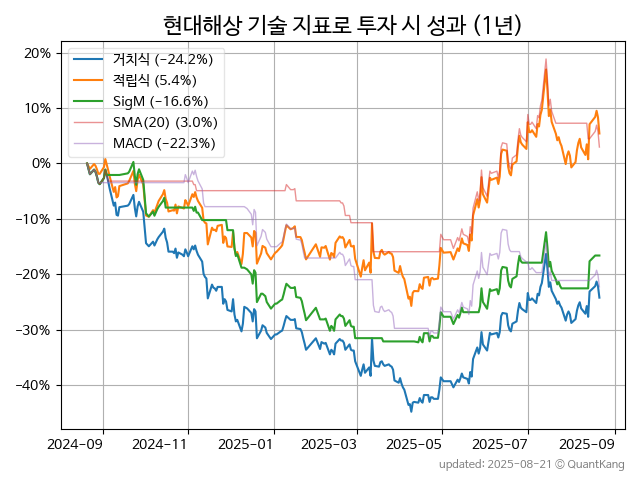 현대해상 기술 지표로 투자 시 성과 (1년)
거치식 (−24.2%)
적립식 (5.4%)
SigM (−16.6%)
SMA(20) (3.0%)
MACD (−22.3%)
20%
10%
0%
−10%
−20%
−30%
−40%
2024-09 2024-11 2025-01 2025-03 2025-05 2025-07 2025-09
updated: 2025-08-21 © QuantKang